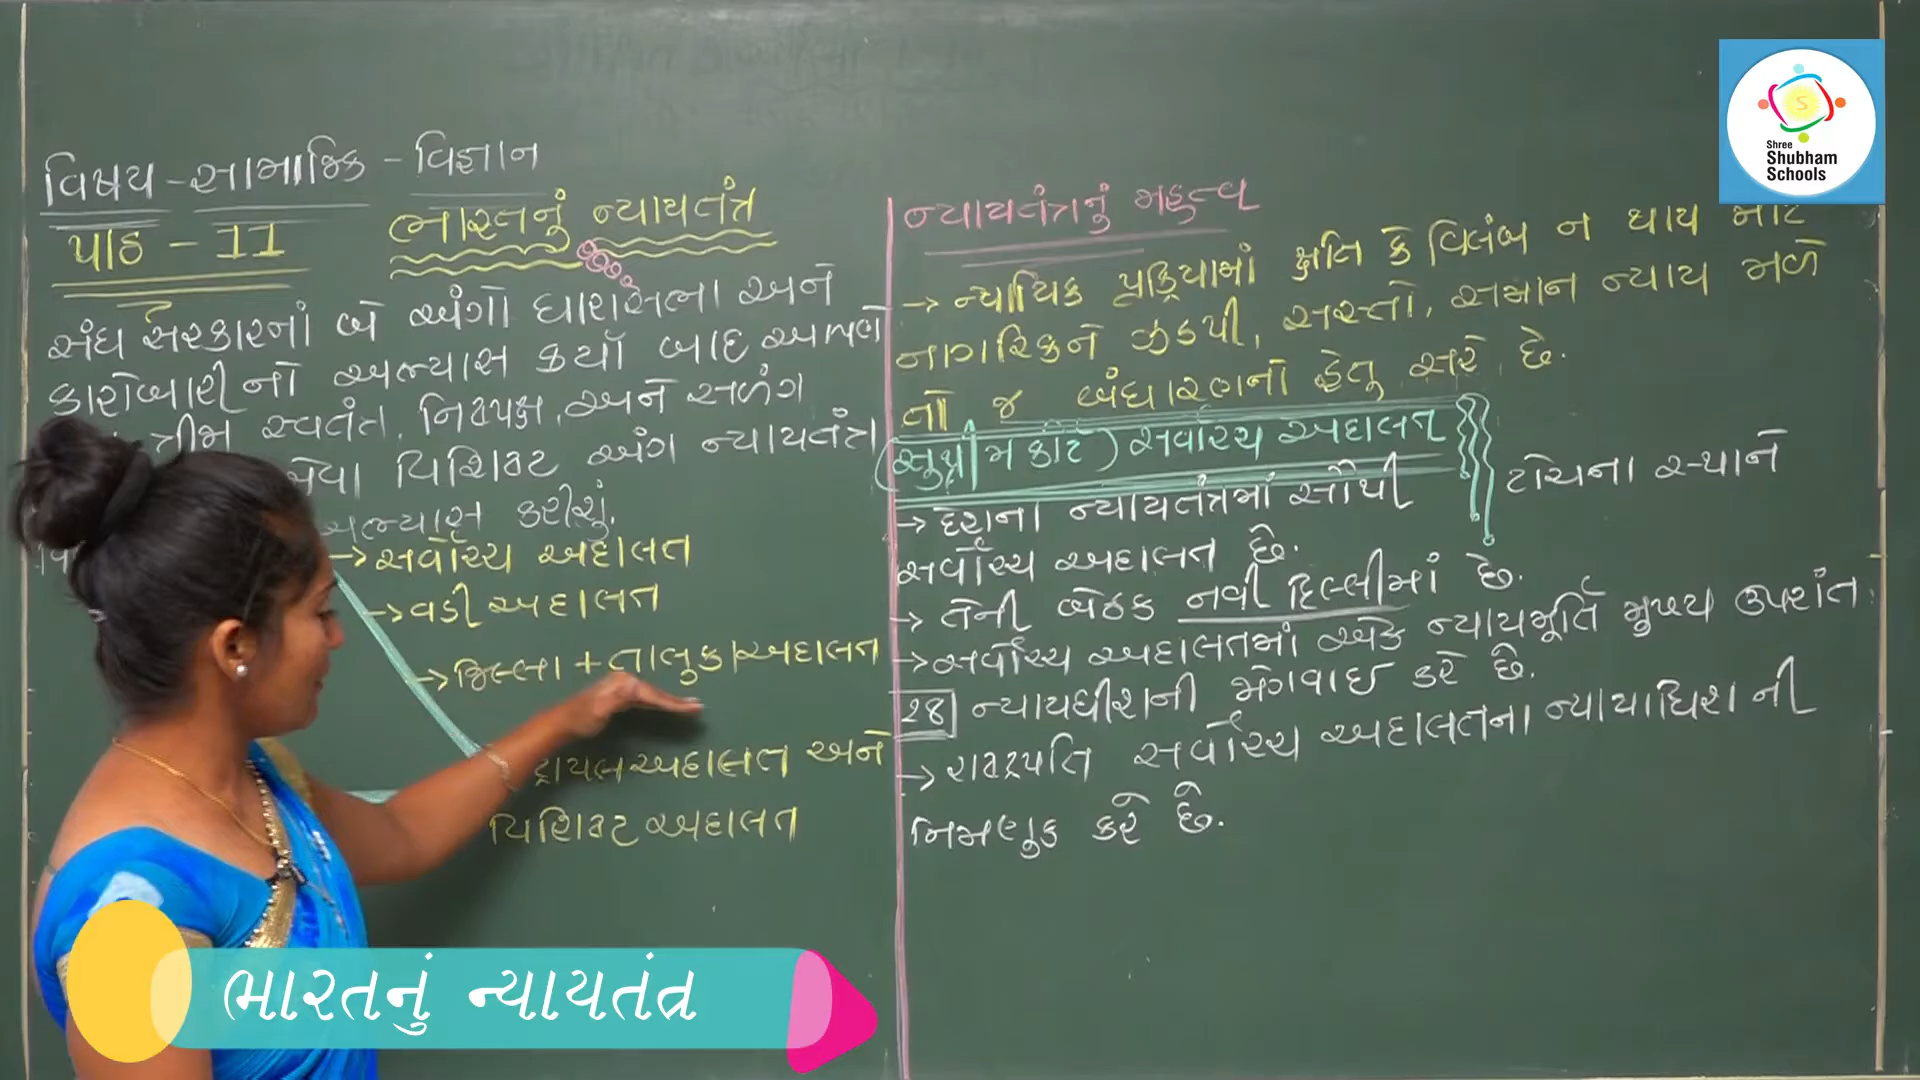 વિષય - સામાજિક - વિજ્ઞાન
પાઠ - 11
ભારતનું ન્યાયતંત્ર
સંઘ સરકારનાં બે અંગો ધારાસભા અને
કારોબારીનો અભ્યાસ કર્યો બાદ આપણે
સ્વતંત્ર, નિષ્પક્ષ, અને સળંગ
એવા વિશિષ્ટ અંગ ન્યાયતંત્ર
અભ્યાસ કરીશું.
→ સર્વોચ્ચ અદાલત
→ વડી અદાલત
→ જિલ્લા + તાલુકા અદાલત
ટ્રાયલ અદાલત અને
વિશિષ્ટ અદાલત
ન્યાયતંત્રનું મહત્વ
→ ન્યાયિક પ્રક્રિયામાં ક્ષતિ કે વિલંબ ન થાય માટે
નાગરિકને ઝડપી, સસ્તો, સમાન ન્યાય મળે
તો જ બંધારણનો હેતુ સરે છે.
(સુપ્રીમ કોર્ટ) સર્વોચ્ચ અદાલત
→ દેશના ન્યાયતંત્રમાં સૌથી ટોચના સ્થાને
સર્વોચ્ચ અદાલત છે.
→ તેની બેઠક નવી દિલ્લીમાં છે.
→ સર્વોચ્ચ અદાલતમાં એક ન્યાયમૂર્તિ મુખ્ય ઉપરાંત
28 ન્યાયધીશની ભોગવાઈ કરે છે.
→ રાષ્ટ્રપતિ સર્વોચ્ચ અદાલતના ન્યાયાધિશ ની
નિમણુક કરે છે.
Shree
Shubham
Schools
ભારતનું ન્યાયતંત્ર